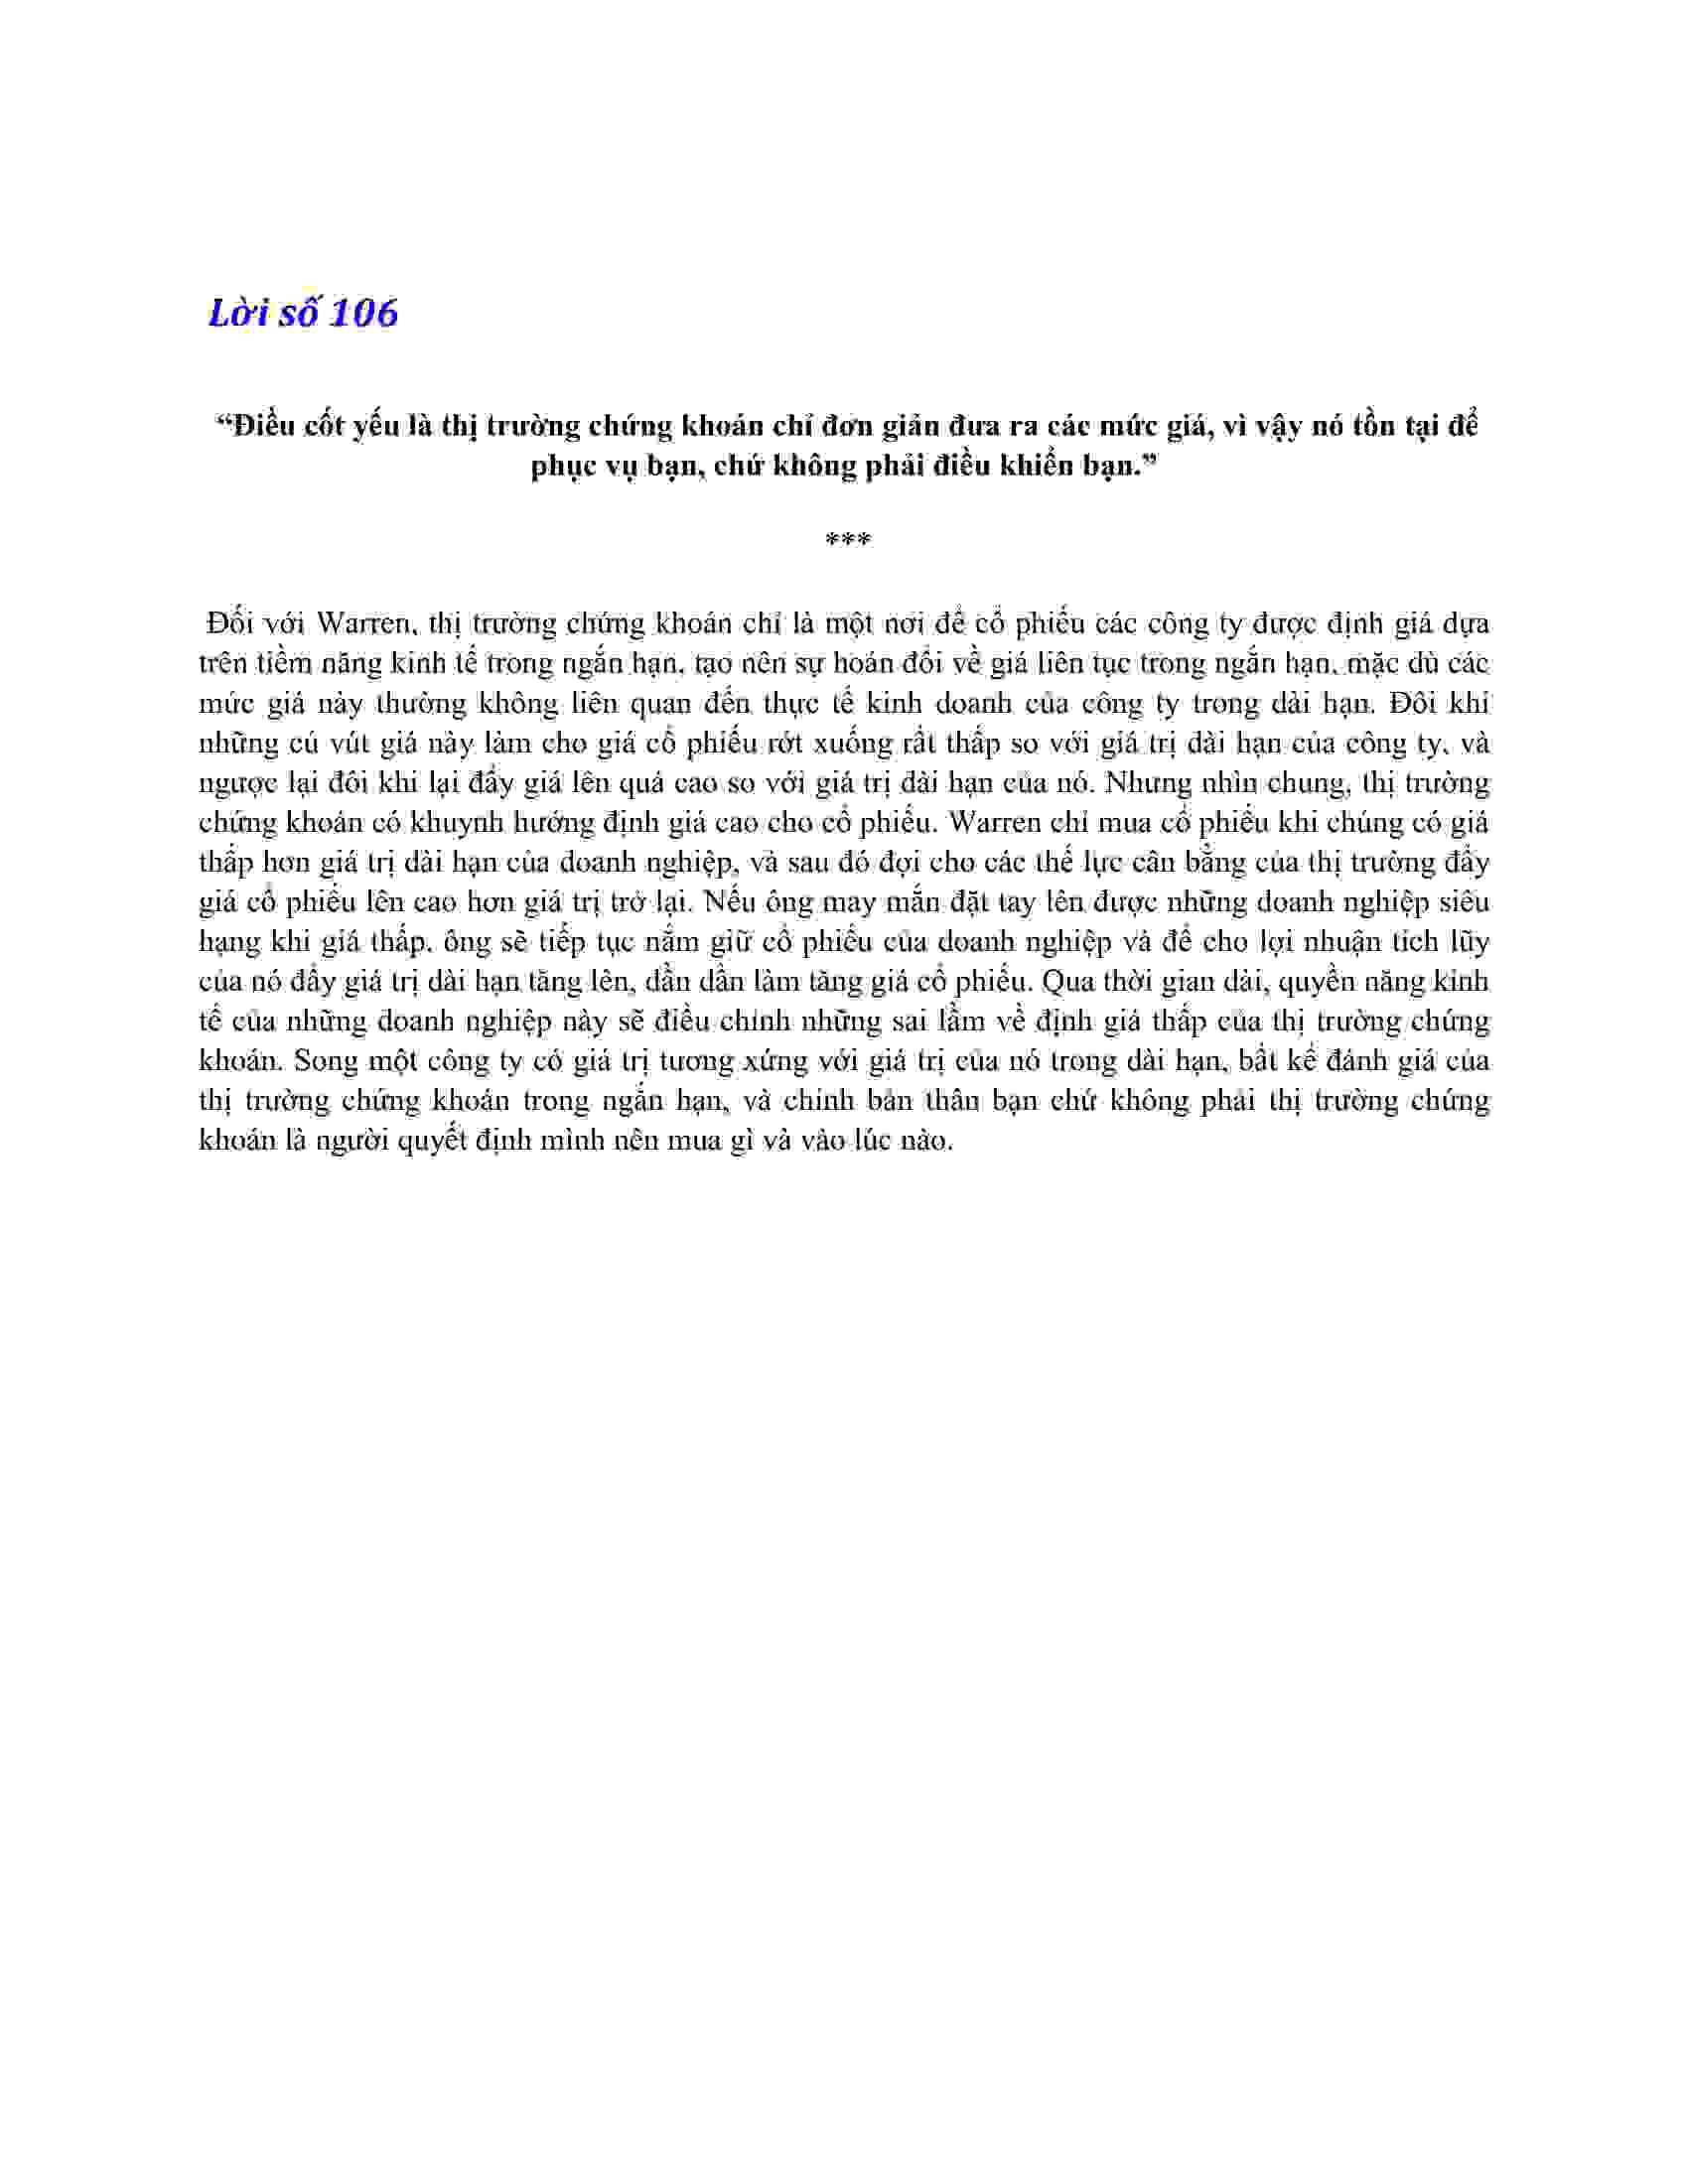 Lời số 106
“Điều cốt yếu là thị trường chứng khoán chỉ đơn giản đưa ra các mức giá, vì vậy nó tồn tại để
phục vụ bạn, chứ không phải điều khiển bạn.”
***
Đối với Warren, thị trường chứng khoán chỉ là một nơi để cổ phiếu các công ty được định giá dựa
trên tiềm năng kinh tế trong ngắn hạn, tạo nên sự hoán đổi về giá liên tục trong ngắn hạn, mặc dù các
mức giá này thường không liên quan đến thực tế kinh doanh của công ty trong dài hạn. Đôi khi
những cú vút giá này làm cho giá cổ phiếu rớt xuống rất thấp so với giá trị dài hạn của công ty, và
ngược lại đôi khi lại đẩy giá lên quá cao so với giá trị dài hạn của nó. Nhưng nhìn chung, thị trường
chứng khoán có khuynh hướng định giá cao cho cổ phiếu. Warren chỉ mua cổ phiếu khi chúng có giá
thấp hơn giá trị dài hạn của doanh nghiệp, và sau đó đợi cho các thế lực cân bằng của thị trường đẩy
giá cổ phiếu lên cao hơn giá trị trở lại. Nếu ông may mắn đặt tay lên được những doanh nghiệp siêu
hạng khi giá thấp, ông sẽ tiếp tục nắm giữ cổ phiếu của doanh nghiệp và để cho lợi nhuận tích lũy
của nó đẩy giá trị dài hạn tăng lên, dần dần làm tăng giá cổ phiếu. Qua thời gian dài, quyền năng kinh
tế của những doanh nghiệp này sẽ điều chỉnh những sai lầm về định giá thấp của thị trường chứng
khoán. Song một công ty có giá trị tương xứng với giá trị của nó trong dài hạn, bất kể đánh giá của
thị trường chứng khoán trong ngắn hạn, và chính bản thân bạn chứ không phải thị trường chứng
khoán là người quyết định mình nên mua gì và vào lúc nào.